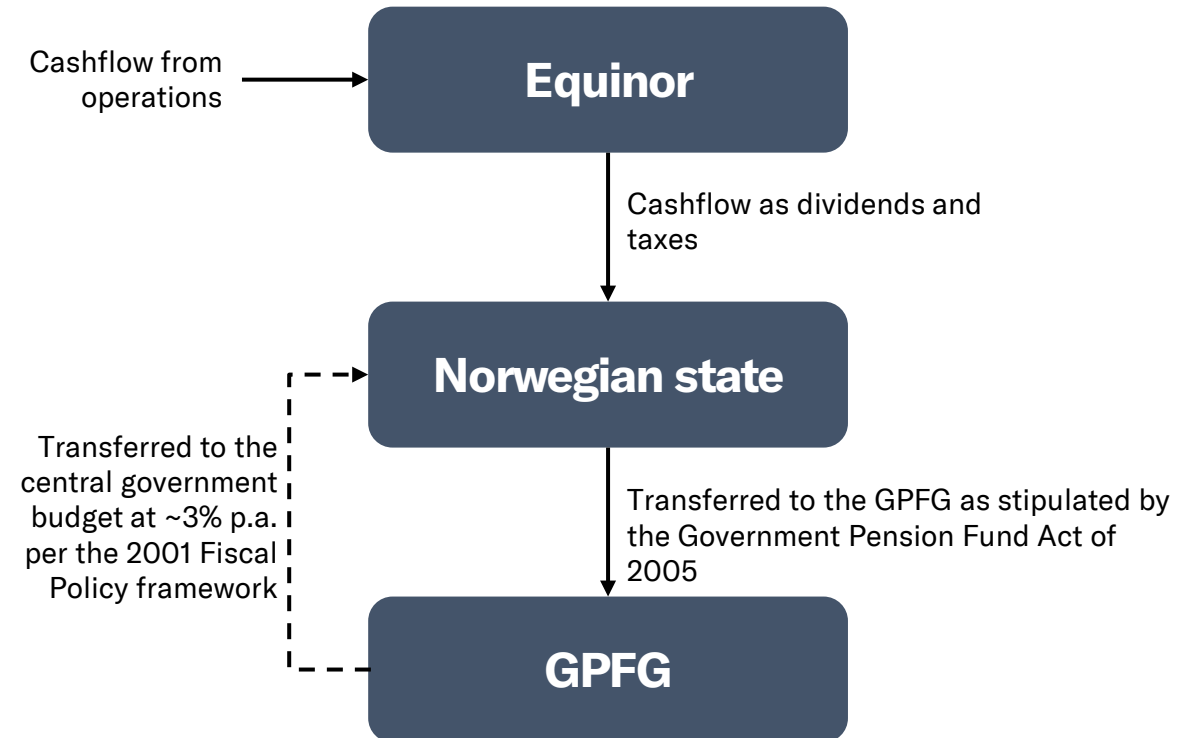 Cashflow from
operations
Equinor
Cashflow as dividends and
taxes
Norwegian state
Transferred to the
central government
budget at ~3% p.a.
per the 2001 Fiscal
Policy framework
Transferred to the GPFG as stipulated by
the Government Pension Fund Act of
2005
GPFG